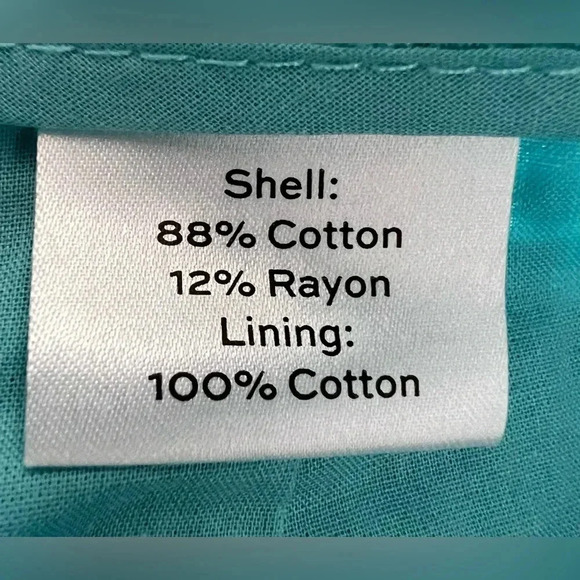 Shell:
88% Cotton
12% Rayon
Lining:
100% Cotton